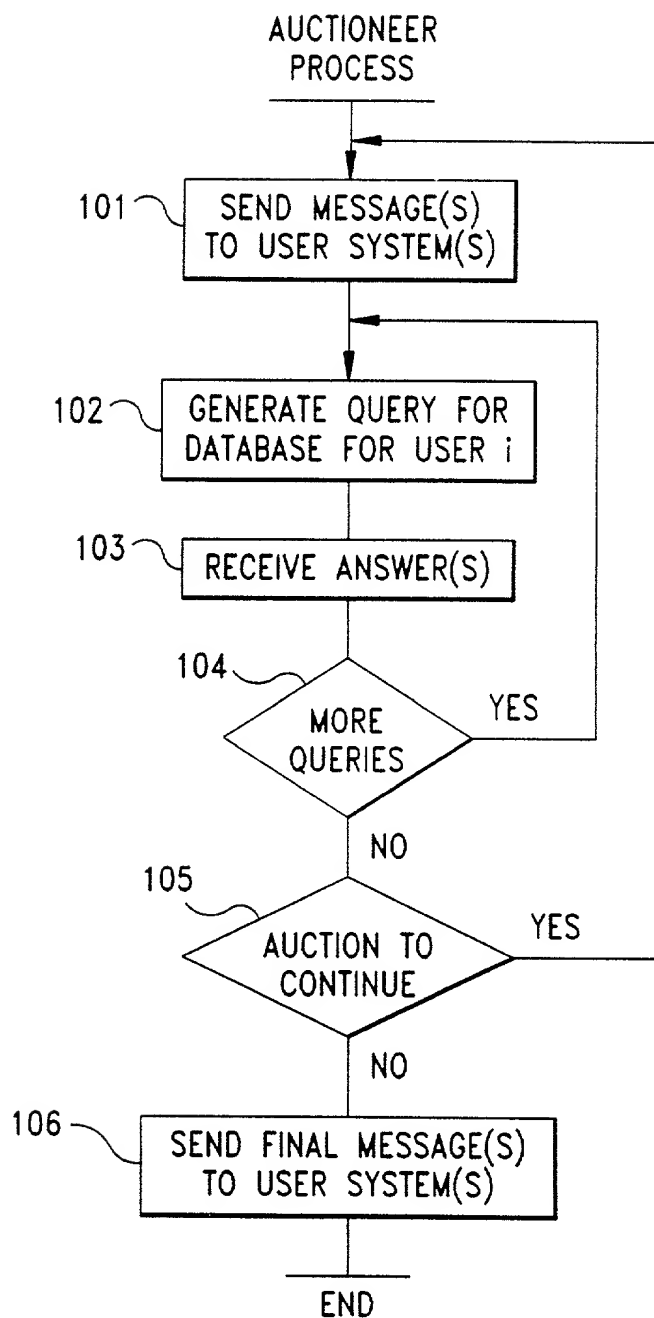 AUCTIONEER
PROCESS
101
SEND MESSAGE(S)
TO USER SYSTEM(S)
102
GENERATE QUERY FOR
DATABASE FOR USER i
103
RECEIVE ANSWER(S)
104
MORE
QUERIES
YES
NO
105
AUCTION TO
CONTINUE
YES
NO
106
SEND FINAL MESSAGE(S)
TO USER SYSTEM(S)
END